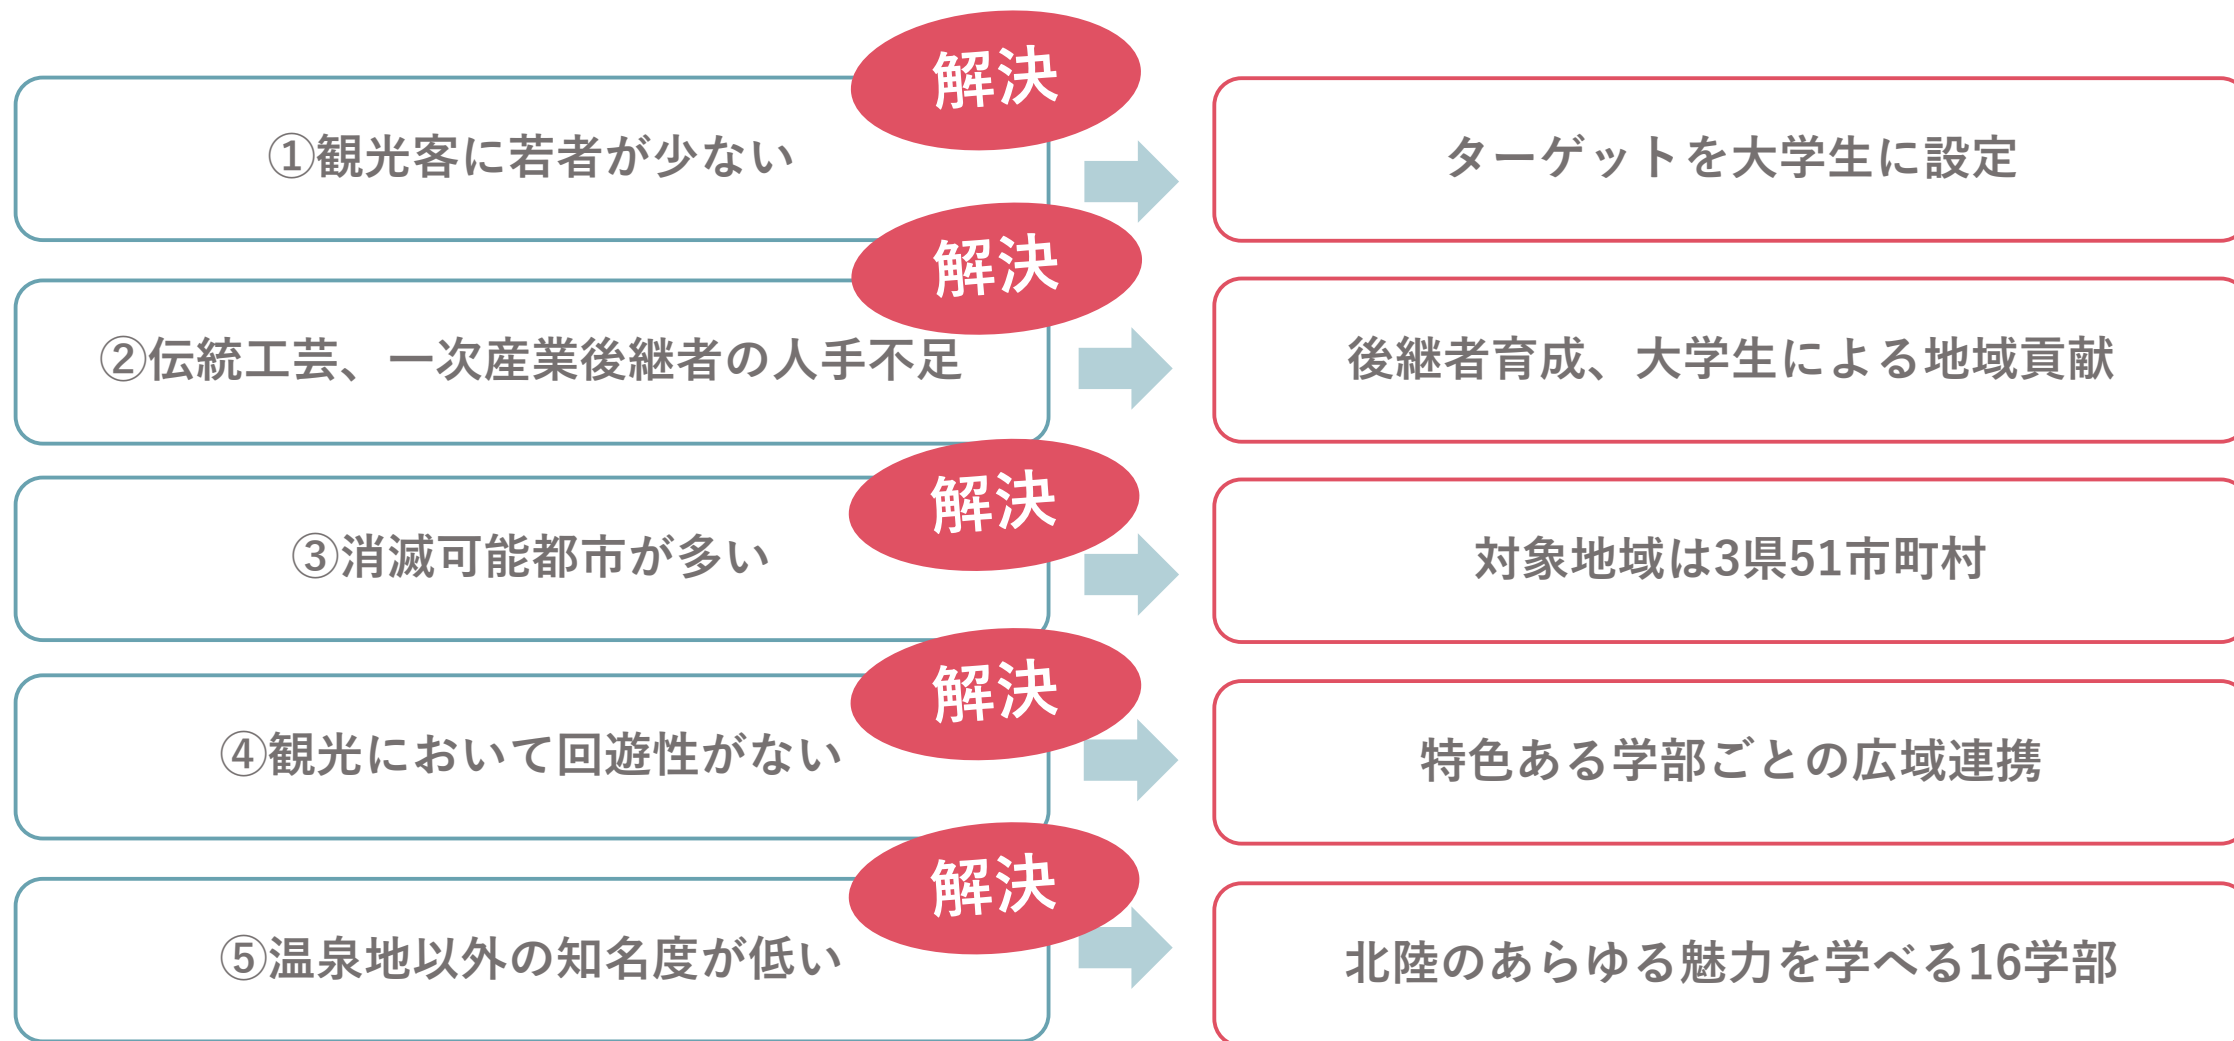 解決
①観光客に若者が少ない
ターゲットを大学生に設定
解決
②伝統工芸、一次産業後継者の人手不足
後継者育成、大学生による地域貢献
解決
③消滅可能都市が多い
対象地域は3県51市町村
解決
④観光において回遊性がない
特色ある学部ごとの広域連携
解決
⑤温泉地以外の知名度が低い
北陸のあらゆる魅力を学べる16学部